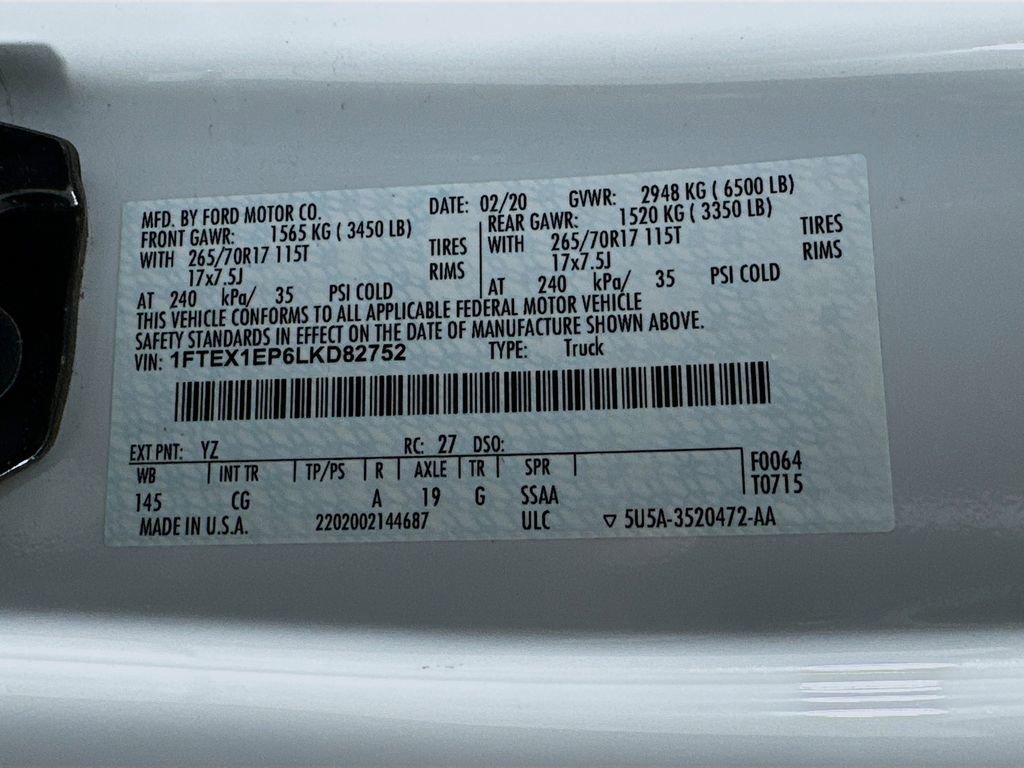 MFD. BY FORD MOTOR CO. DATE: 02/20 GVWR: 2948 KG ( 6500 LB)
FRONT GAWR: 1565 KG ( 3450 LB) REAR GAWR: 1520 KG ( 3350 LB)
WITH 265/70R17 115T TIRES WITH 265/70R17 115T TIRES
17x7.5J RIMS 17x7.5J RIMS
AT 240 kPa/ 35 PSI COLD AT 240 kPa/ 35 PSI COLD
THIS VEHICLE CONFORMS TO ALL APPLICABLE FEDERAL MOTOR VEHICLE
SAFETY STANDARDS IN EFFECT ON THE DATE OF MANUFACTURE SHOWN ABOVE.
VIN: 1FTEX1EP6LKD82752 TYPE: Truck
EXT PNT: YZ RC: 27 DSO:
WB INT TR TP/PS R AXLE TR SPR F0064
145 CG A 19 G SSAA T0715
MADE IN U.S.A. 2202002144687 ULC ▽ 5U5A-3520472-AA